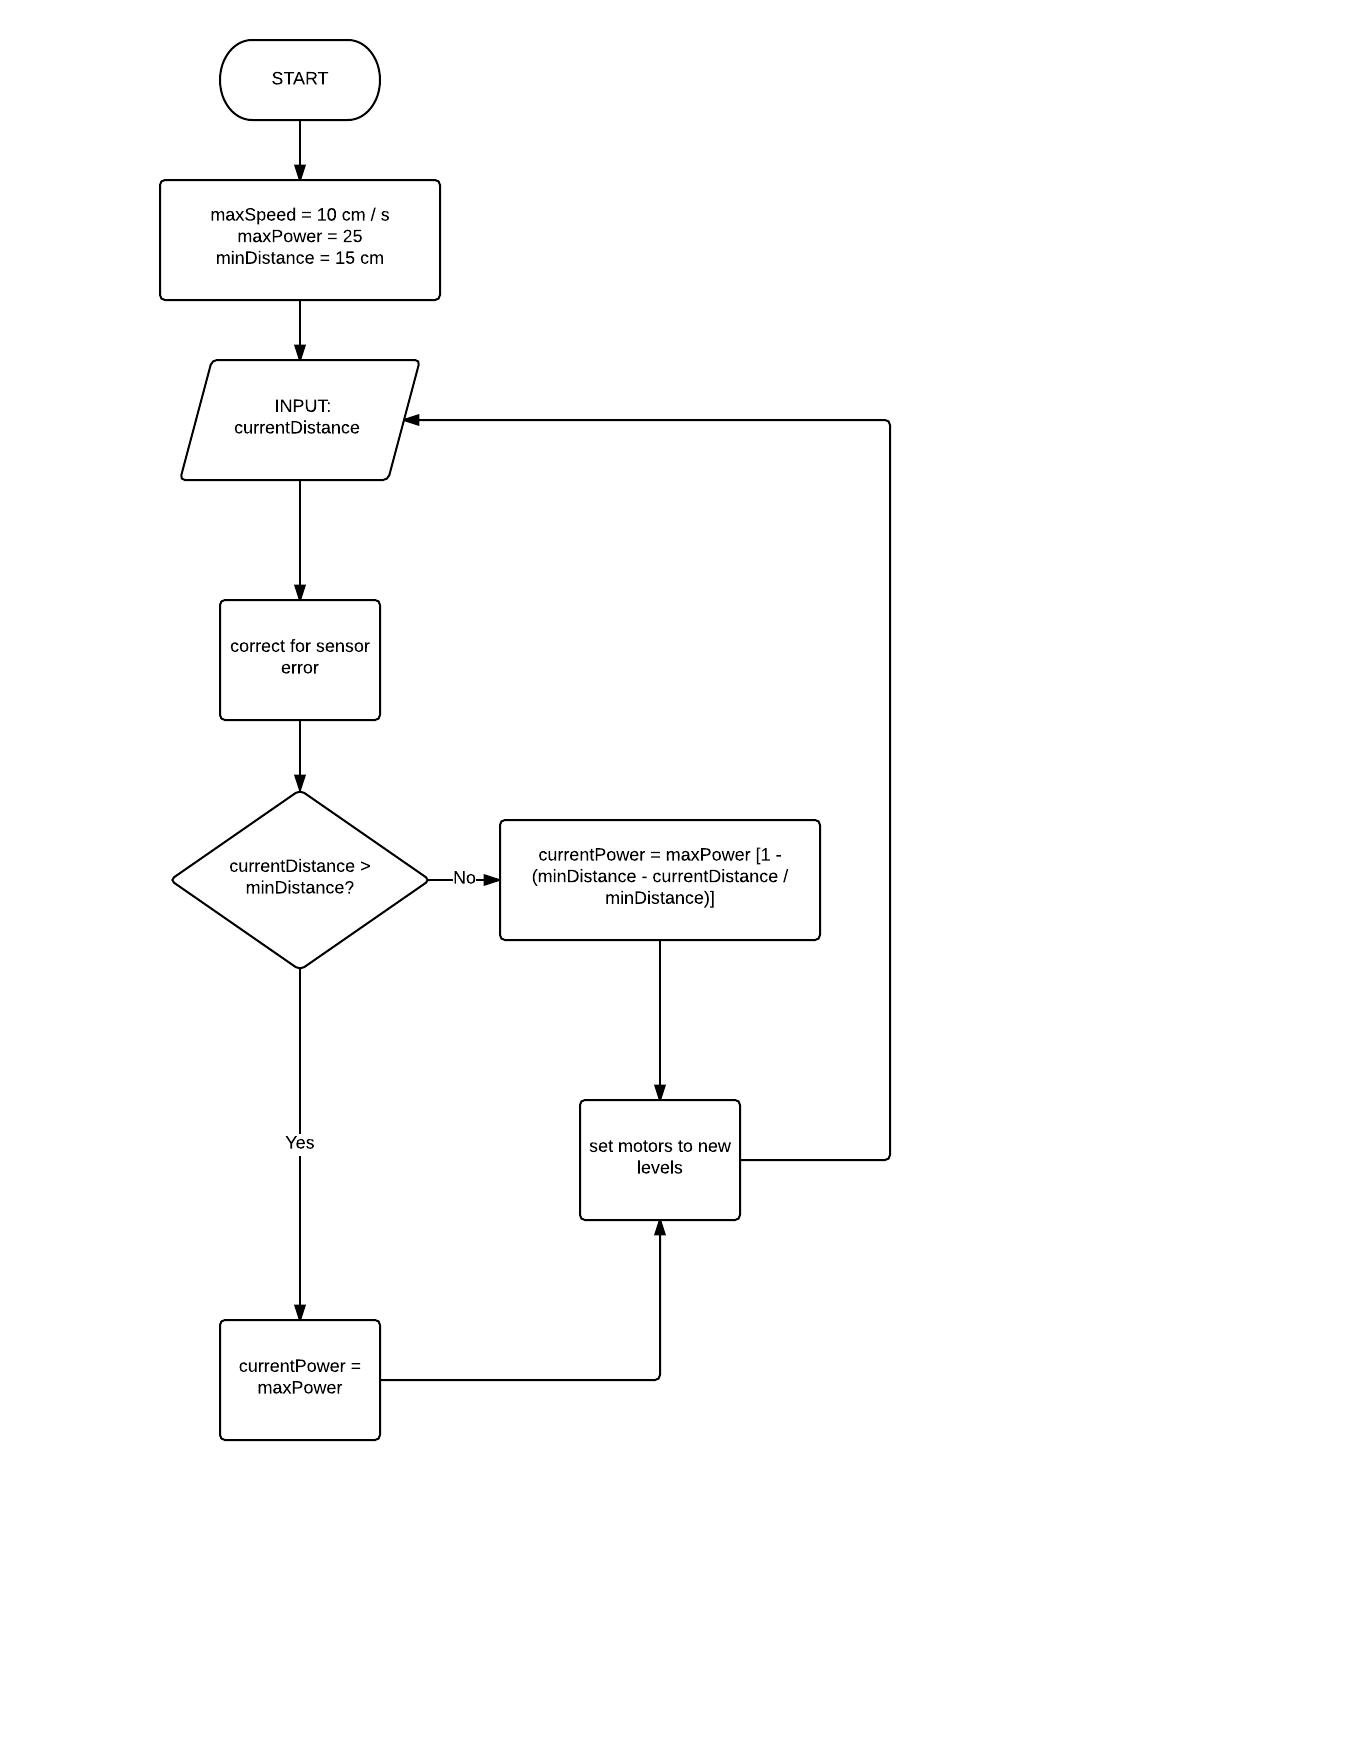 START
maxSpeed = 10 cm / s
maxPower = 25
minDistance = 15 cm
INPUT:
currentDistance
correct for sensor
error
currentDistance >
minDistance?
No
currentPower = maxPower [1 -
(minDistance - currentDistance /
minDistance)]
Yes
set motors to new
levels
currentPower =
maxPower